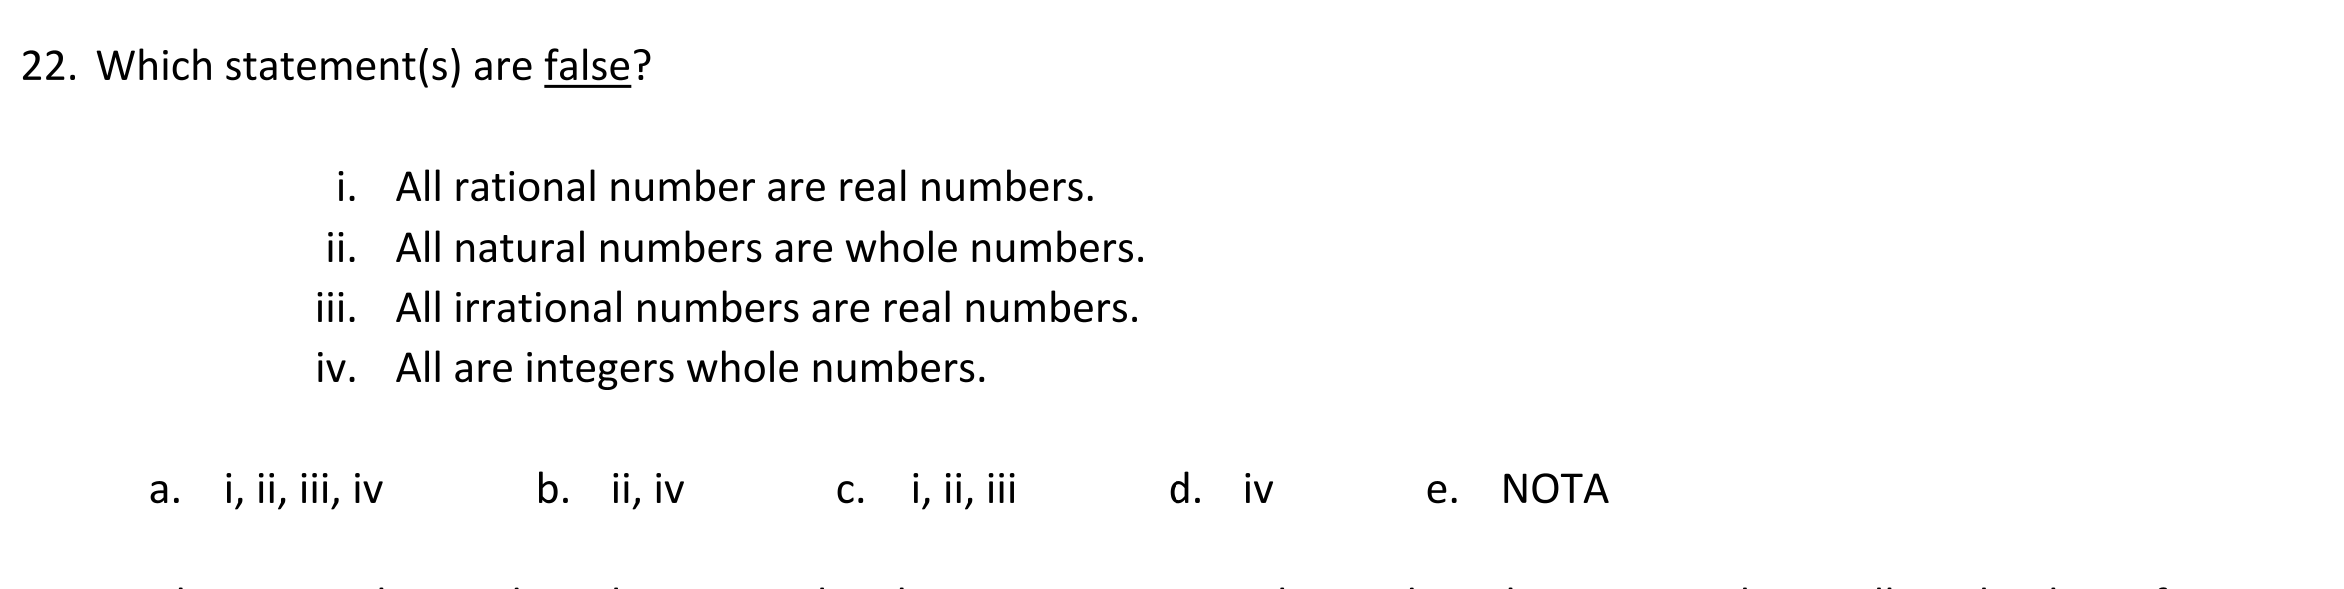 22. Which statement(s) are false?
i. All rational number are real numbers.
ii. All natural numbers are whole numbers.
iii. All irrational numbers are real numbers.
iv. All are integers whole numbers.
a. i, ii, iii, iv b. ii, iv c. i, ii, iii d. iv e. NOTA